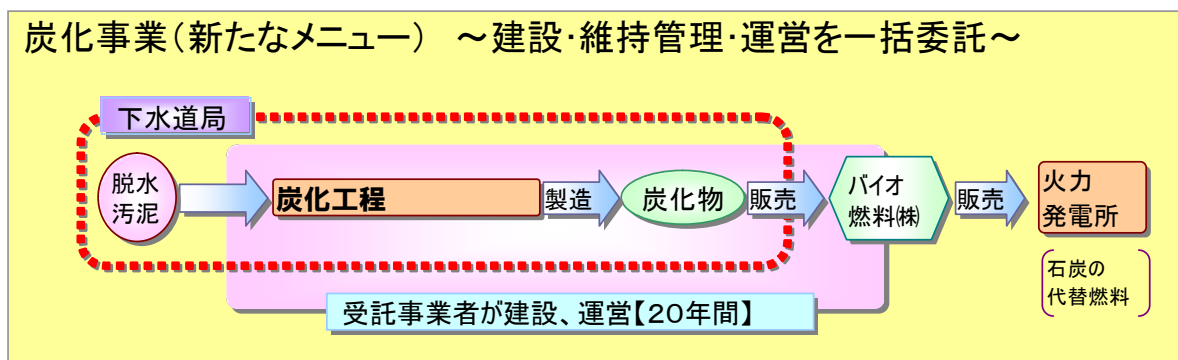 炭化事業(新たなメニュー) ～建設・維持管理・運営を一括委託～
下水道局
脱水
汚泥
炭化工程
製造
炭化物
販売
バイオ
燃料㈱
販売
火力
発電所
石炭の
代替燃料
受託事業者が建設、運営【20年間】